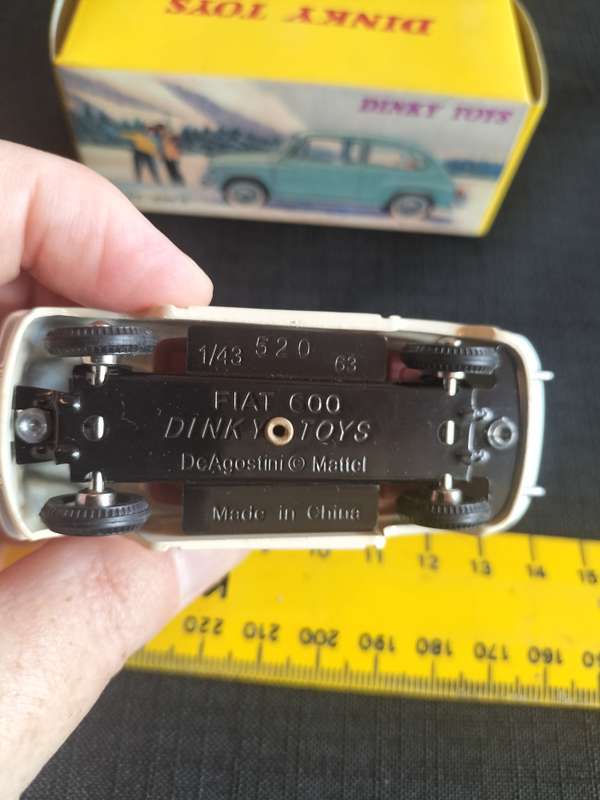 DINKY TOYS
DINKY TOYS
1/43 520 63
FIAT 600
DINKY TOYS
DeAgostini © Mattel
Made in China
10 11 12 13 14 15
220 210 200 190 180 170 160